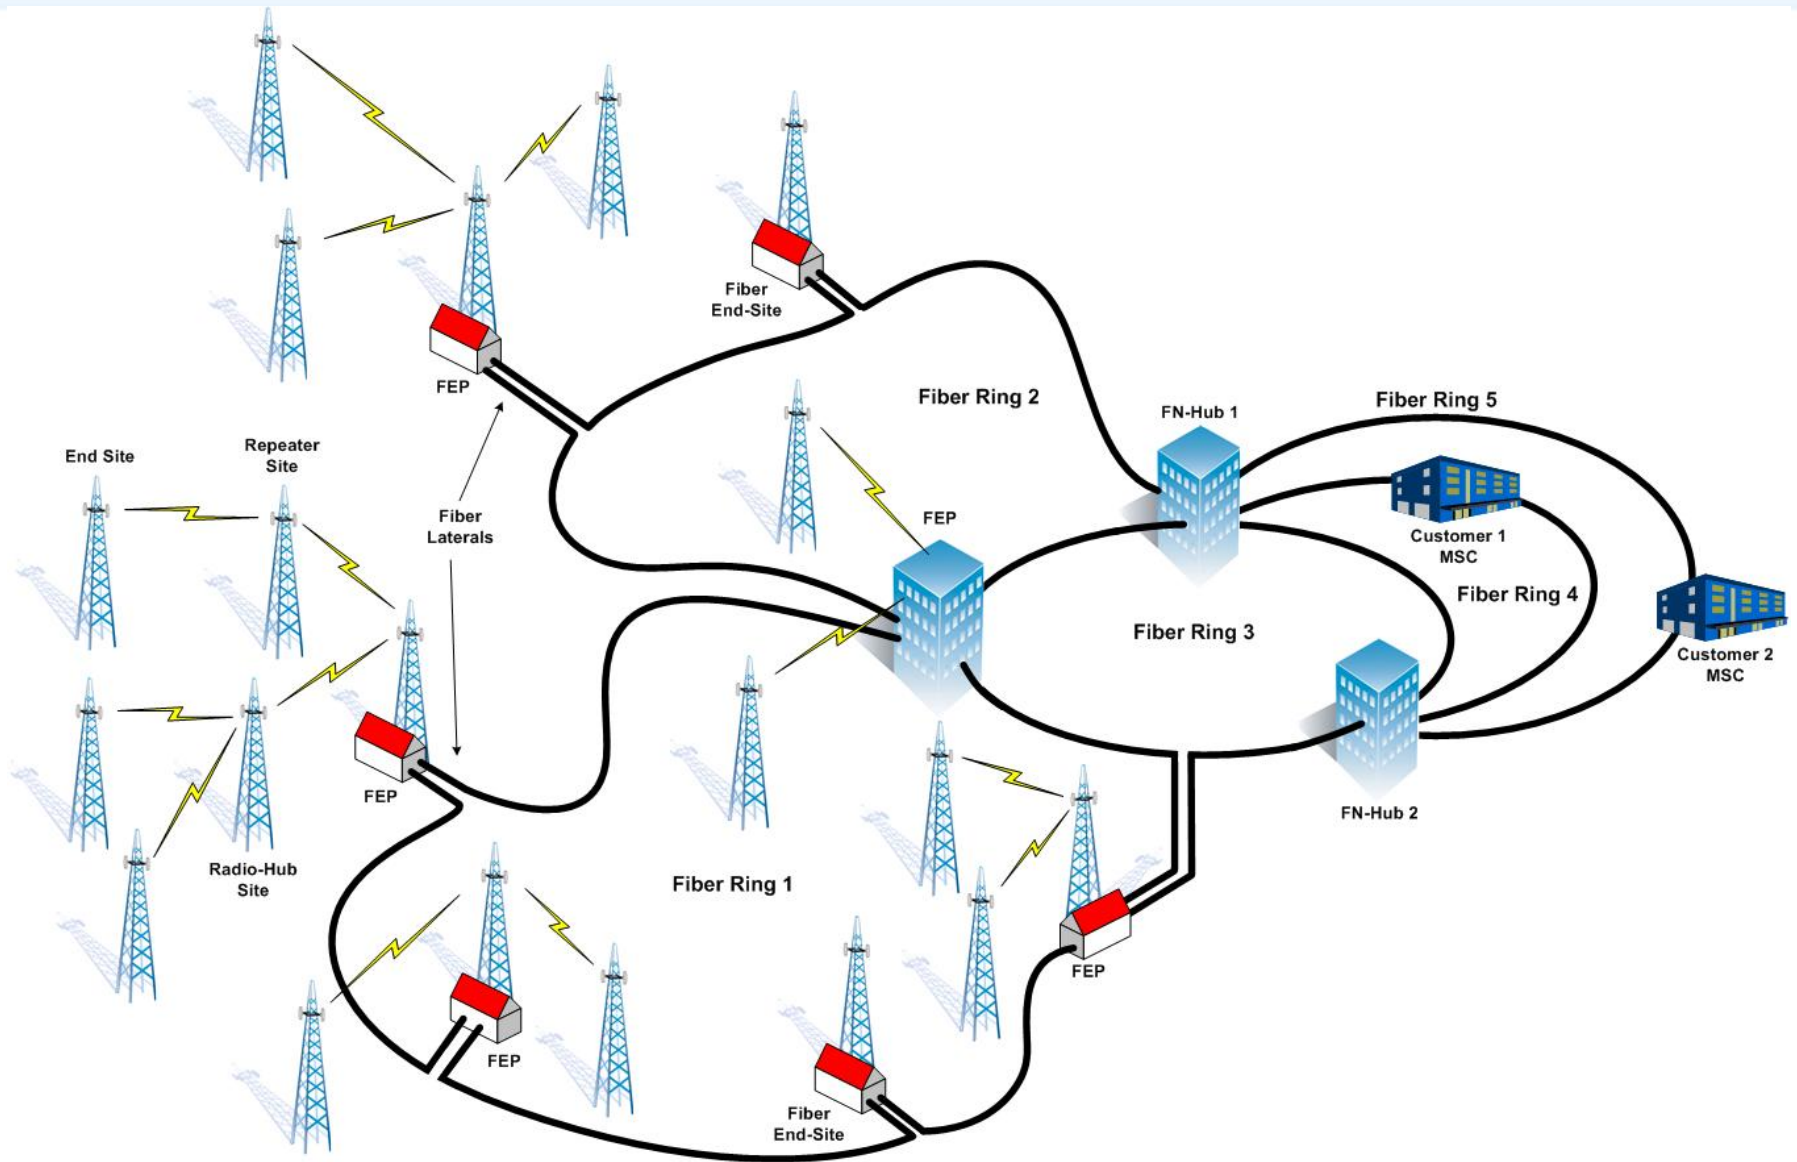 Fiber
End-Site
FEP
Fiber Ring 2
Fiber Ring 5
FN-Hub 1
End Site
Repeater
Site
Fiber
Laterals
FEP
Customer 1
MSC
Fiber Ring 4
Fiber Ring 3
Customer 2
MSC
FEP
FN-Hub 2
Radio-Hub
Site
Fiber Ring 1
FEP
FEP
Fiber
End-Site